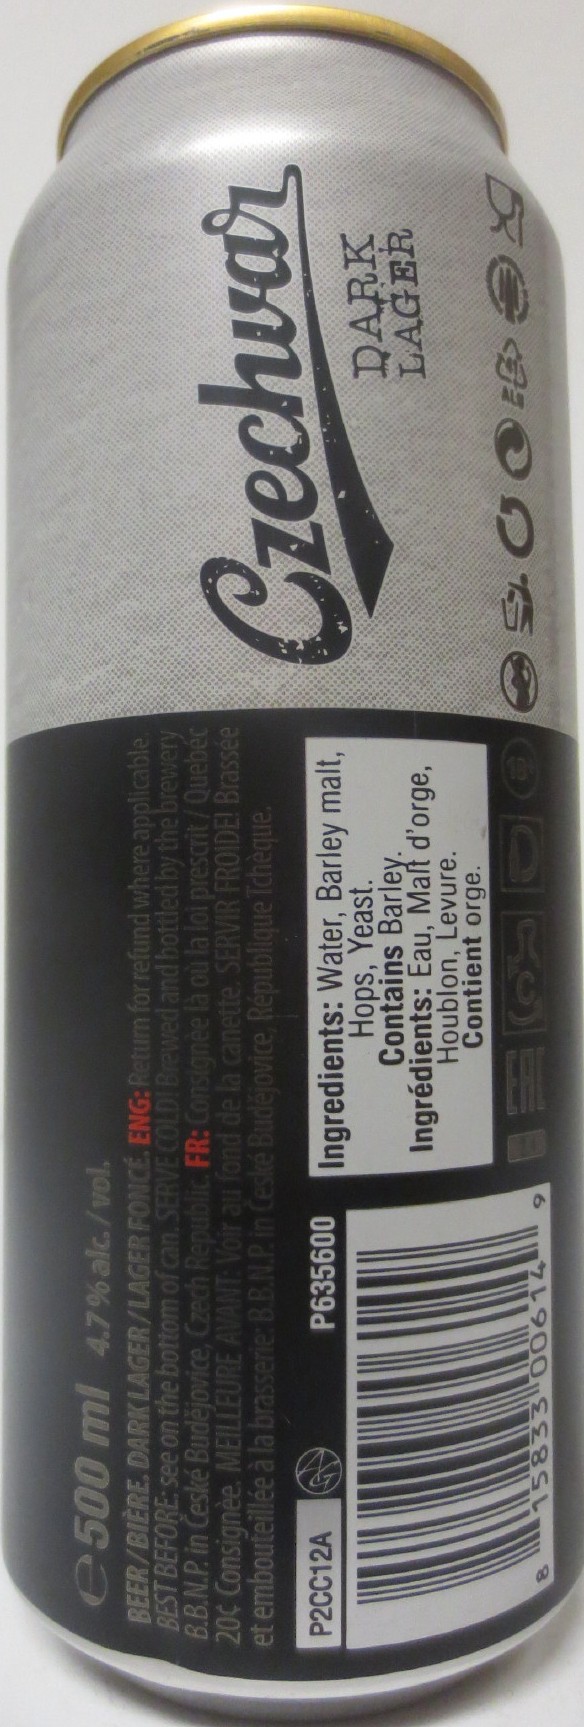 Czechvar
DARK
LAGER
℮ 500 ml 4.7 % alc. / vol.
BEER / BIÈRE. DARK LAGER / LAGER FONCÉ. ENG: Return for refund where applicable.
BEST BEFORE: see on the bottom of can. SERVE COLD! Brewed and bottled by the brewery
B.B.N.P. in České Budějovice, Czech Republic. FR: Consignée là où la loi prescrit / Quebec
20¢ Consignèe. MEILLEURE AVANT: Voir au fond de la canette. SERVIR FROIDE! Brassée
et embouteillée à la brasserie: B.B.N.P. in České Budějovice, République Tchèque.
Ingredients: Water, Barley malt,
Hops, Yeast.
Contains Barley.
Ingrédients: Eau, Malt d'orge,
Houblon, Levure.
Contient orge.
EAC
P2CC12A
P635600
8 15833 00614 9